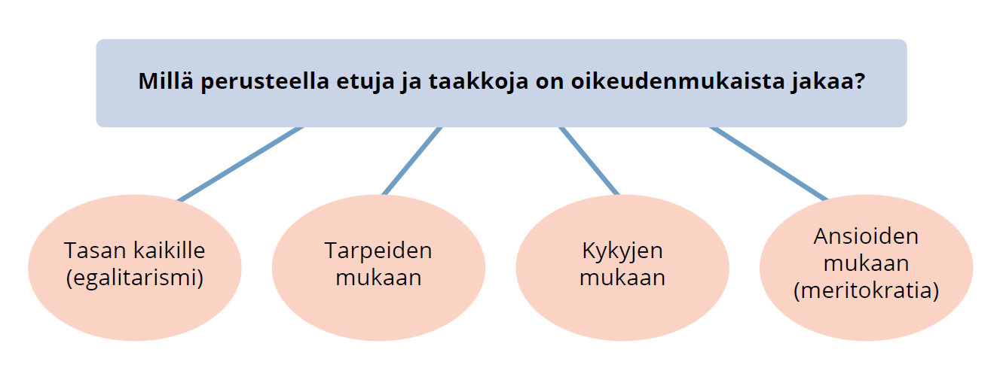 Millä perusteella etuja ja taakkoja on oikeudenmukaista jakaa?
Tasan kaikille
(egalitarismi)
Tarpeiden
mukaan
Kykyjen
mukaan
Ansioiden
mukaan
(meritokratia)